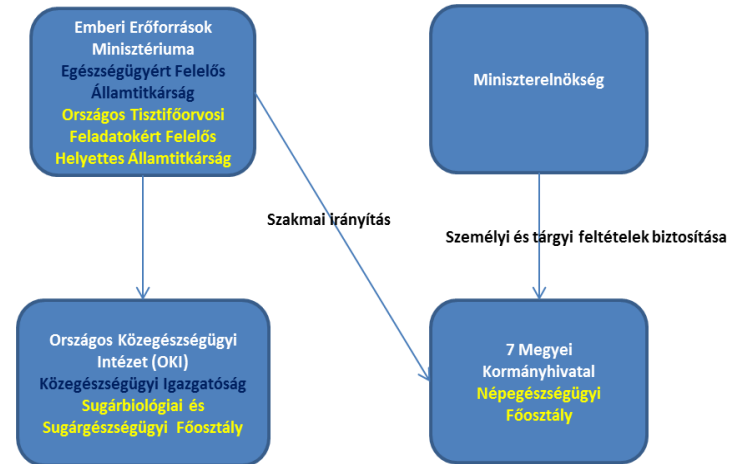 Emberi Erőforrások
Minisztériuma
Egészségügyért Felelős
Államtitkárság
Országos Tisztifőorvosi
Feladatokért Felelős
Helyettes Államtitkárság
Miniszterelnökség
Szakmai irányítás
Személyi és tárgyi feltételek biztosítása
Országos Közegészségügyi
Intézet (OKI)
Közegészségügyi Igazgatóság
Sugárbiológiai és
Sugárgészségügyi Főosztály
7 Megyei
Kormányhivatal
Népegészségügyi
Főosztály